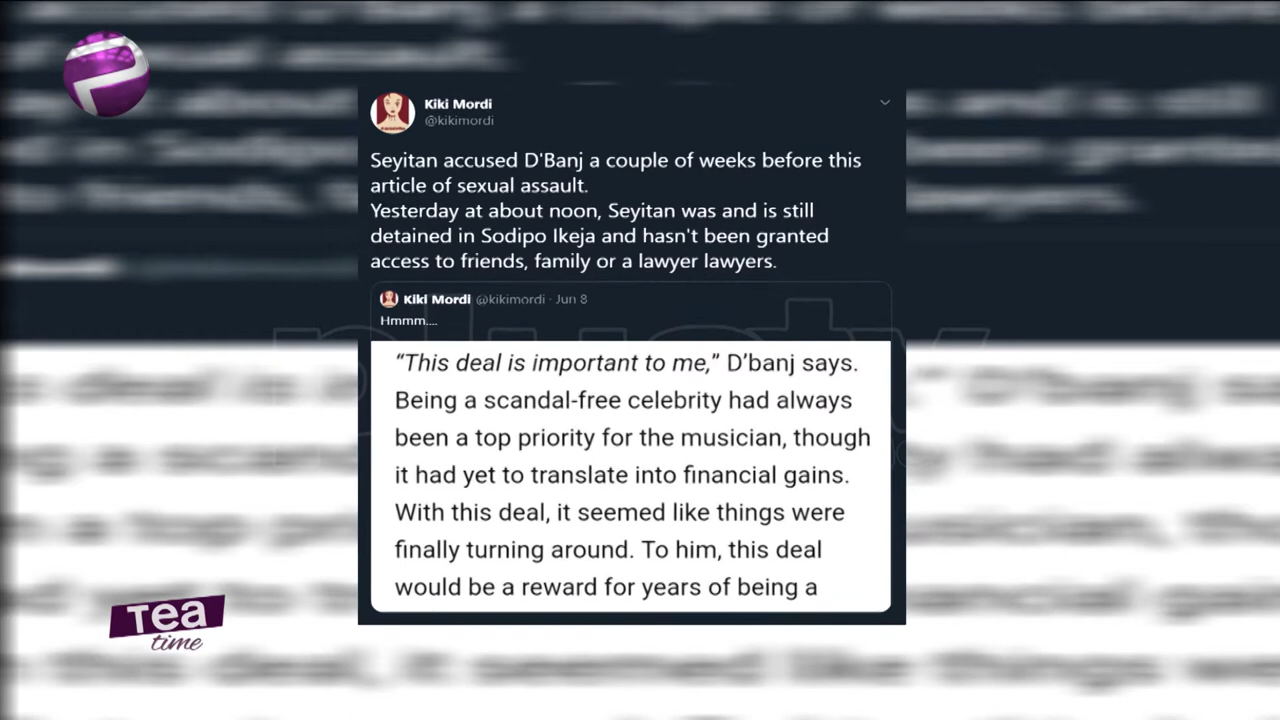 Kiki Mordi
@kikimordi
Seyitan accused D'Banj a couple of weeks before this
article of sexual assault.
Yesterday at about noon, Seyitan was and is still
detained in Sodipo Ikeja and hasn't been granted
access to friends, family or a lawyer lawyers.
Kiki Mordi @kikimordi · Jun 8
Hmmm....
“This deal is important to me,” D’banj says.
Being a scandal-free celebrity had always
been a top priority for the musician, though
it had yet to translate into financial gains.
With this deal, it seemed like things were
finally turning around. To him, this deal
would be a reward for years of being a
Tea
time